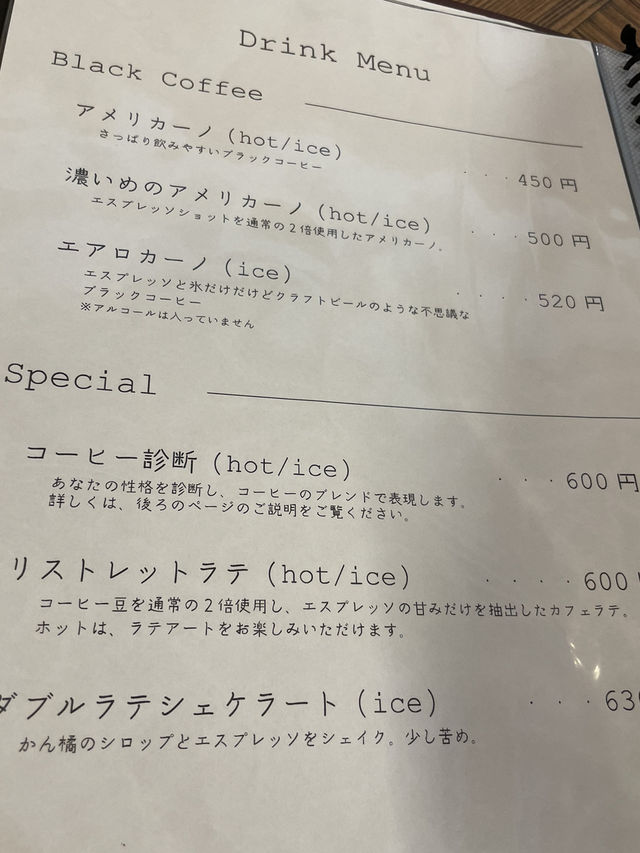 Drink Menu
Black Coffee
アメリカーノ (hot/ice) ・・・450 円
さっぱり飲みやすいブラックコーヒー
濃いめのアメリカーノ (hot/ice) ・・・500 円
エスプレッソショットを通常の2倍使用したアメリカーノ。
エアロカーノ (ice) ・・・・520 円
エスプレッソと氷だけだけどクラフトビールのような不思議な
ブラックコーヒー
※アルコールは入っていません
Special
コーヒー診断 (hot/ice) ・・・600 円
あなたの性格を診断し、コーヒーのブレンドで表現します。
詳しくは、後ろのページのご説明をご覧ください。
リストレットラテ (hot/ice) ・・・・600
コーヒー豆を通常の2倍使用し、エスプレッソの甘みだけを抽出したカフェラテ。
ホットは、ラテアートをお楽しみいただけます。
ダブルラテシェケラート (ice) ・・・630
かん橘のシロップとエスプレッソをシェイク。少し苦め。